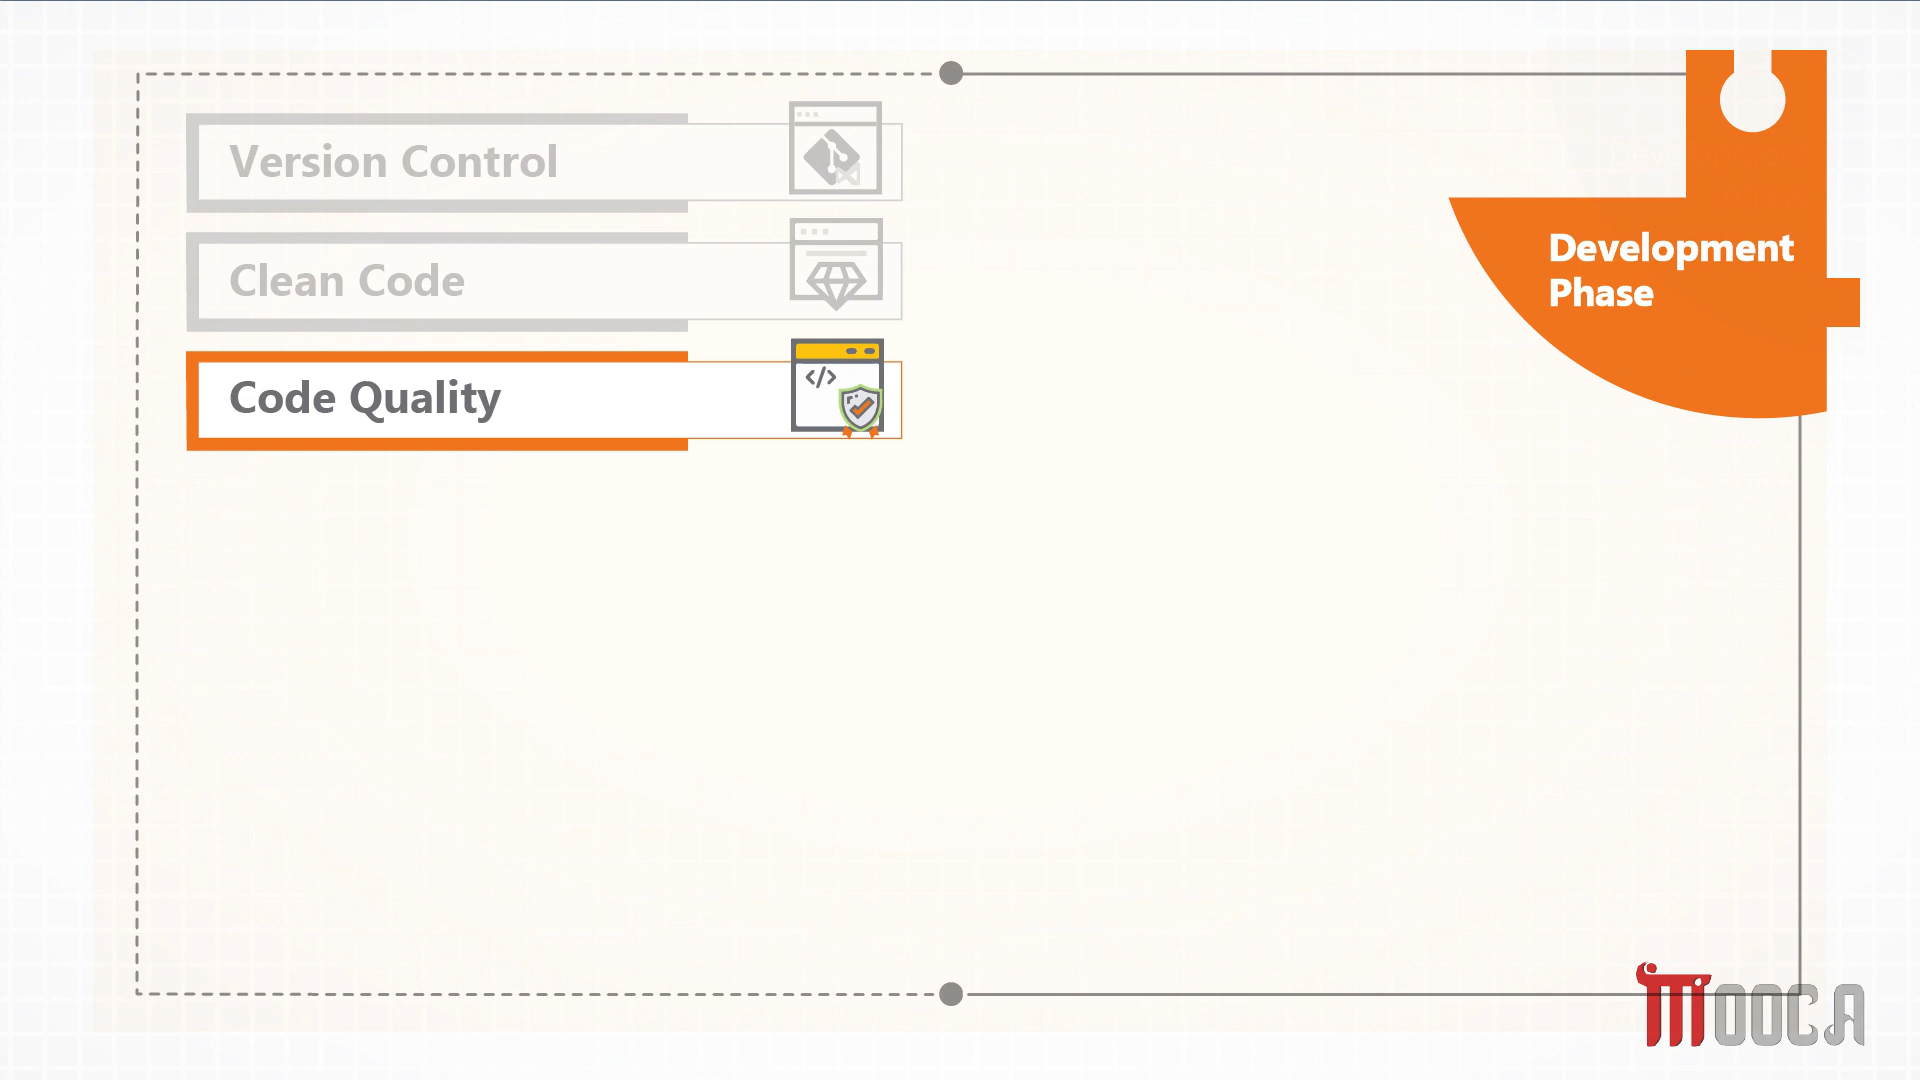 Version Control
Clean Code
Code Quality
</>
Development
Phase
MOOCA